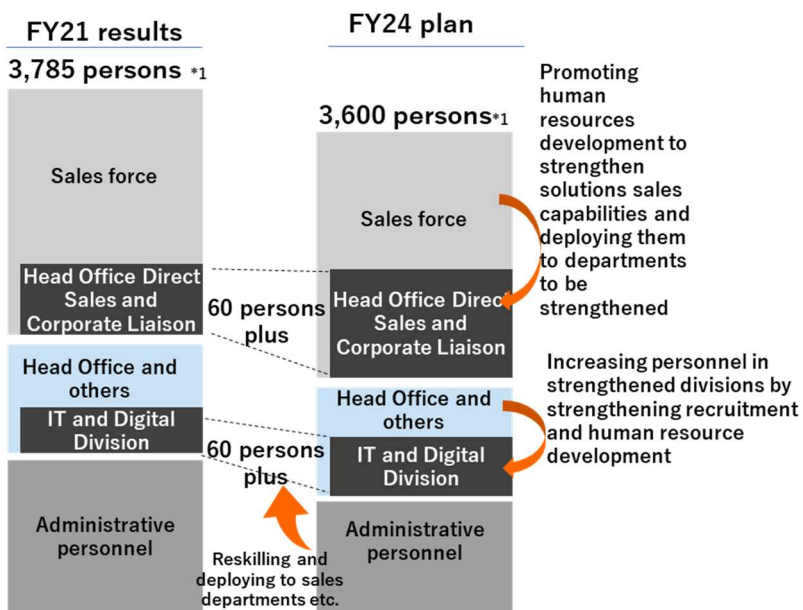 FY21 results
3,785 persons *1
Sales force
Head Office Direct
Sales and
Corporate Liaison
Head Office and
others
IT and Digital
Division
Administrative
personnel
60 persons
plus
60 persons
plus
Reskilling and
deploying to sales
departments etc.
FY24 plan
3,600 persons*1
Sales force
Head Office Direct
Sales and
Corporate Liaison
Head Office and
others
IT and Digital
Division
Administrative
personnel
Promoting
human
resources
development to
strengthen
solutions sales
capabilities and
deploying them
to departments
to be
strengthened
Increasing personnel in
strengthened divisions by
strengthening recruitment
and human resource
development